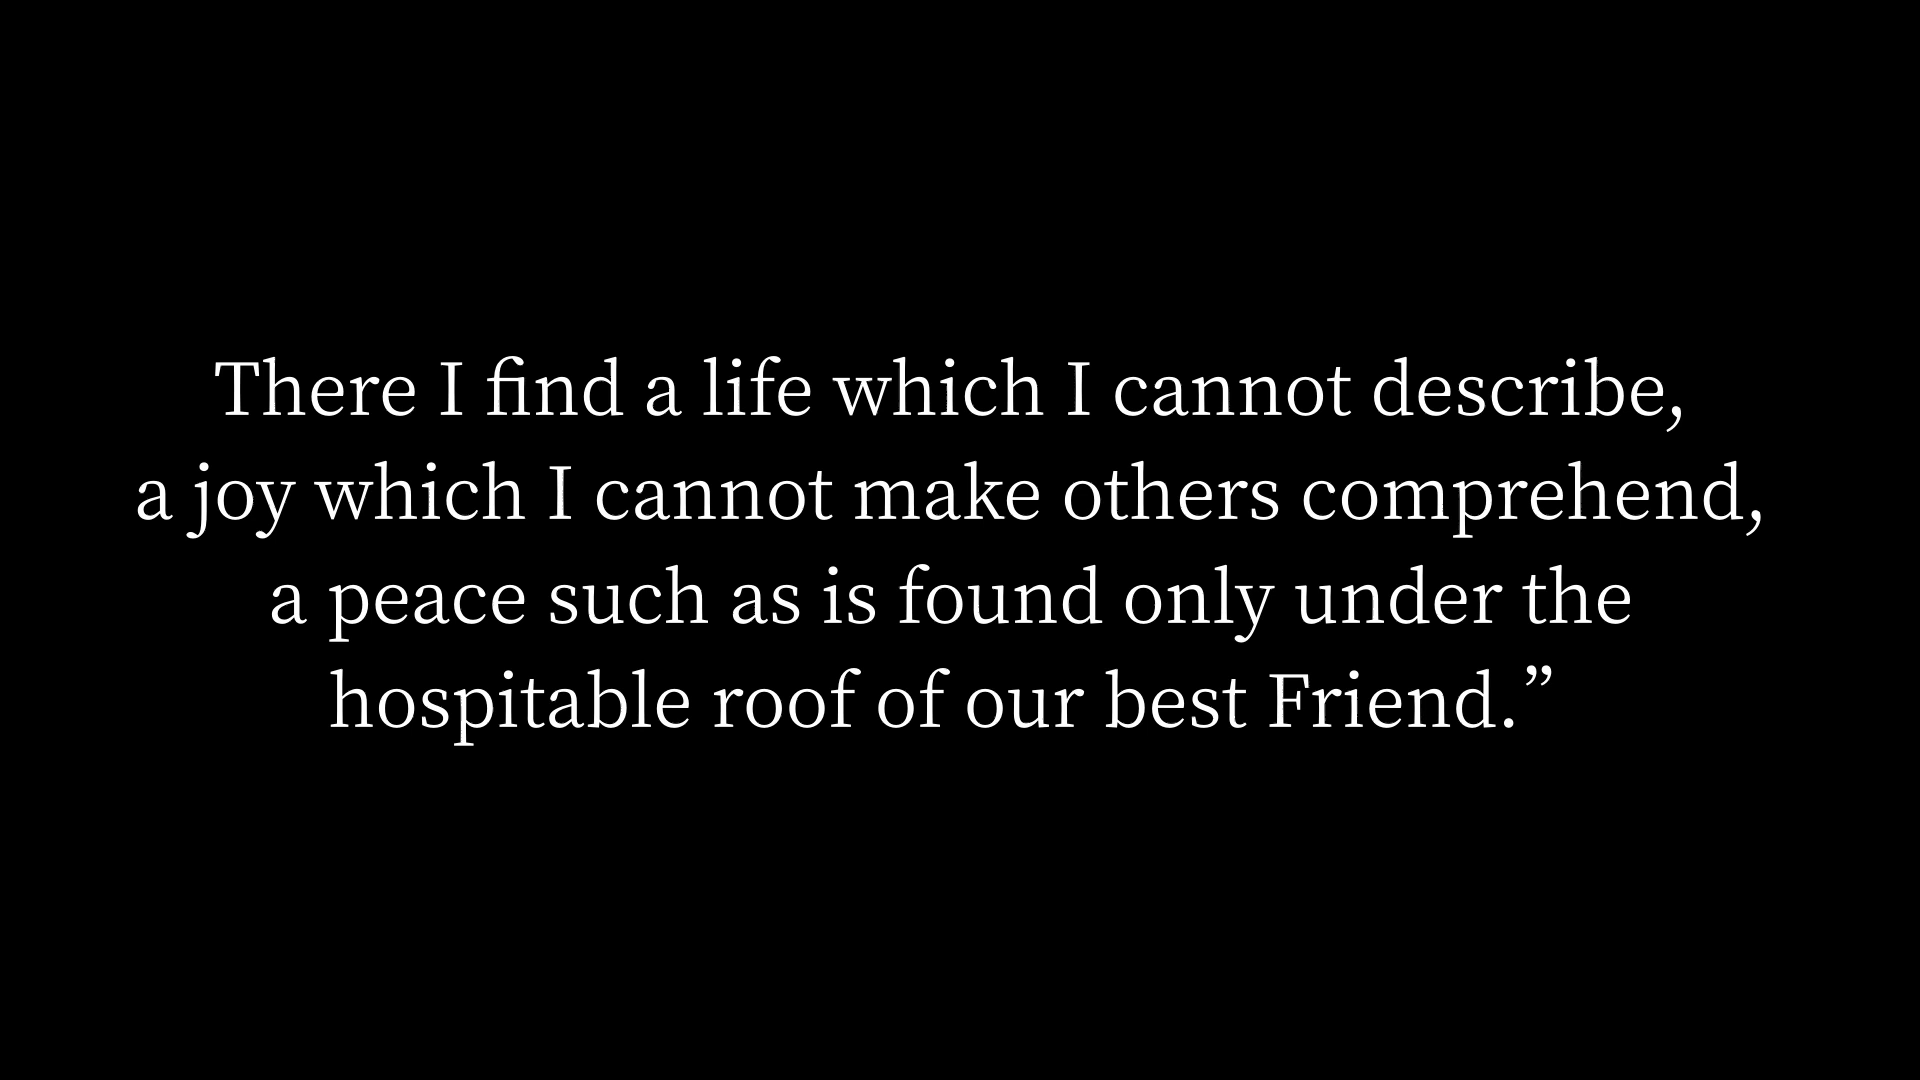 There I find a life which I cannot describe,
a joy which I cannot make others comprehend,
a peace such as is found only under the
hospitable roof of our best Friend.”